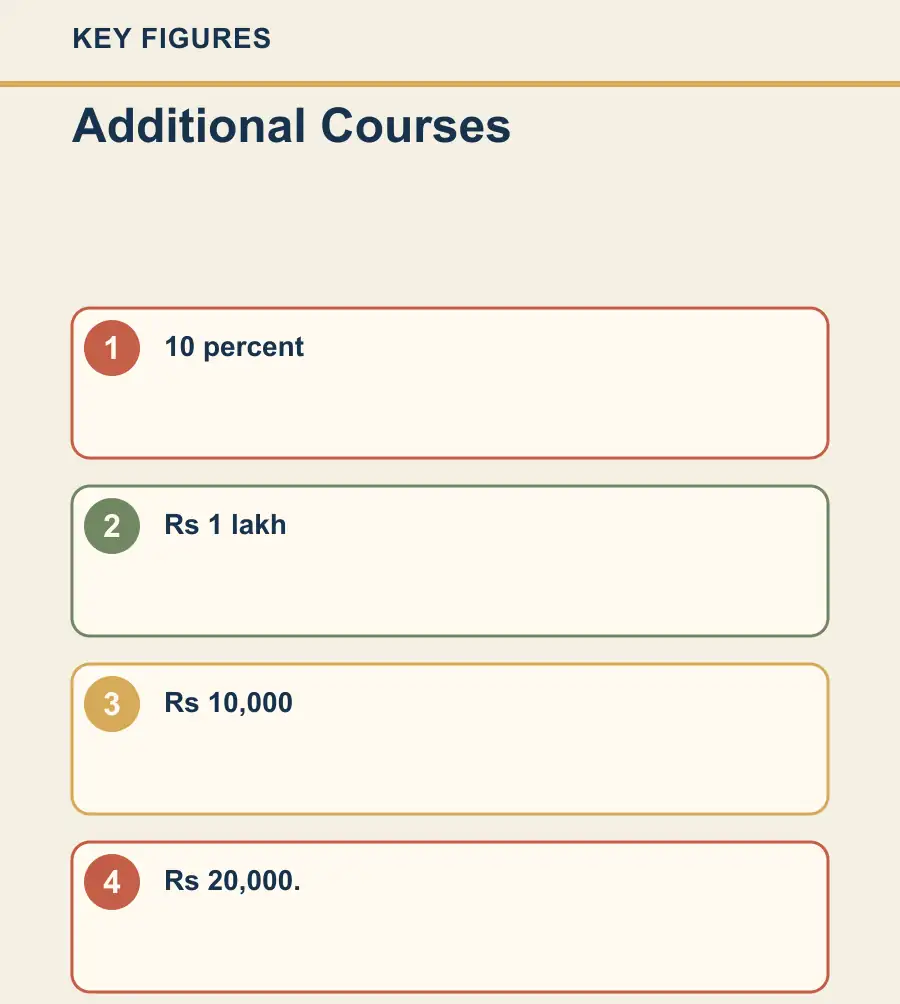 KEY FIGURES
Additional Courses
1 10 percent
2 Rs 1 lakh
3 Rs 10,000
4 Rs 20,000.